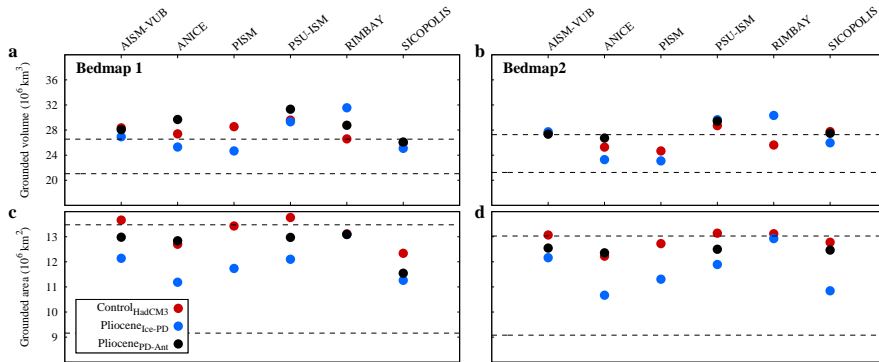 AISM-VUB
ANICE
PISM
PSU-ISM
RIMBAY
SICOPOLIS
AISM-VUB
ANICE
PISM
PSU-ISM
RIMBAY
SICOPOLIS
a
b
Bedmap 1
Bedmap2
Grounded volume (10⁶ km³)
36
32
28
24
20
c
d
Grounded area (10⁶ km²)
13
12
11
10
9
Control_HadCM3
Pliocene_Ice-PD
Pliocene_PD-Ant